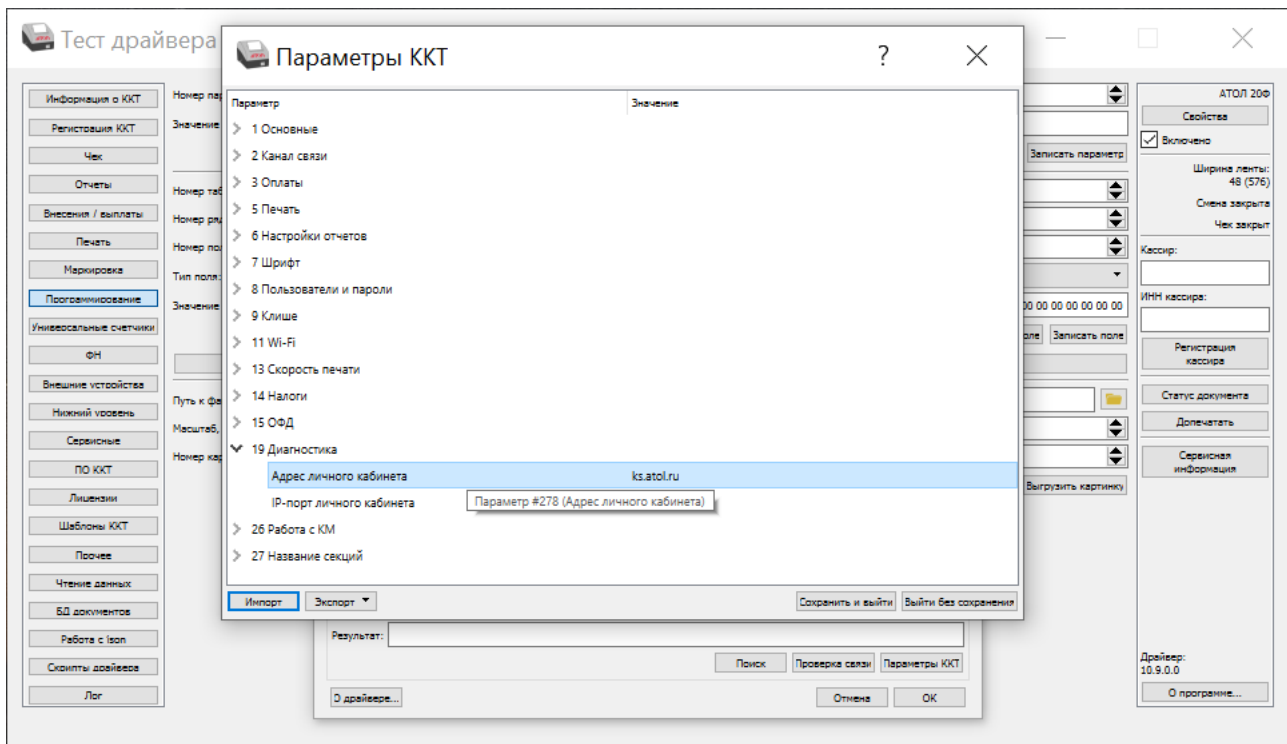 Тест драйвера
Параметры ККТ
?
Информация о ККТ
Регистрация ККТ
Чек
Отчеты
Внесения / выплаты
Печать
Маркировка
Программирование
Универсальные счетчики
ФН
Внешние устройства
Нижний уровень
Сервисные
ПО ККТ
Лицензии
Шаблоны ККТ
Прочее
Чтение данных
БД документов
Работа с Json
Скрипты драйвера
Лог
Номер пар
Значение
Номер таб
Номер ряд
Номер пол
Тип поля:
Значение
Путь к фа
Масштаб,
Номер кар
Параметр Значение
1 Основные
2 Канал связи
3 Оплаты
5 Печать
6 Настройки отчетов
7 Шрифт
8 Пользователи и пароли
9 Клише
11 Wi-Fi
13 Скорость печати
14 Налоги
15 ОФД
19 Диагностика
Адрес личного кабинета ks.atol.ru
IP-порт личного кабинета
Параметр #278 (Адрес личного кабинета)
26 Работа с КМ
27 Название секций
Импорт Экспорт Сохранить и выйти Выйти без сохранения
Результат:
Поиск Проверка связи Параметры ККТ
О драйвере... Отмена ОК
Записать параметр
00 00 00 00 00 00 00
оле Записать поле
Выгрузить картинку
АТОЛ 20Ф
Свойства
Включено
Ширина ленты:
48 (576)
Смена закрыта
Чек закрыт
Кассир:
ИНН кассира:
Регистрация
кассира
Статус документа
Допечатать
Сервисная
информация
Драйвер:
10.9.0.0
О программе...